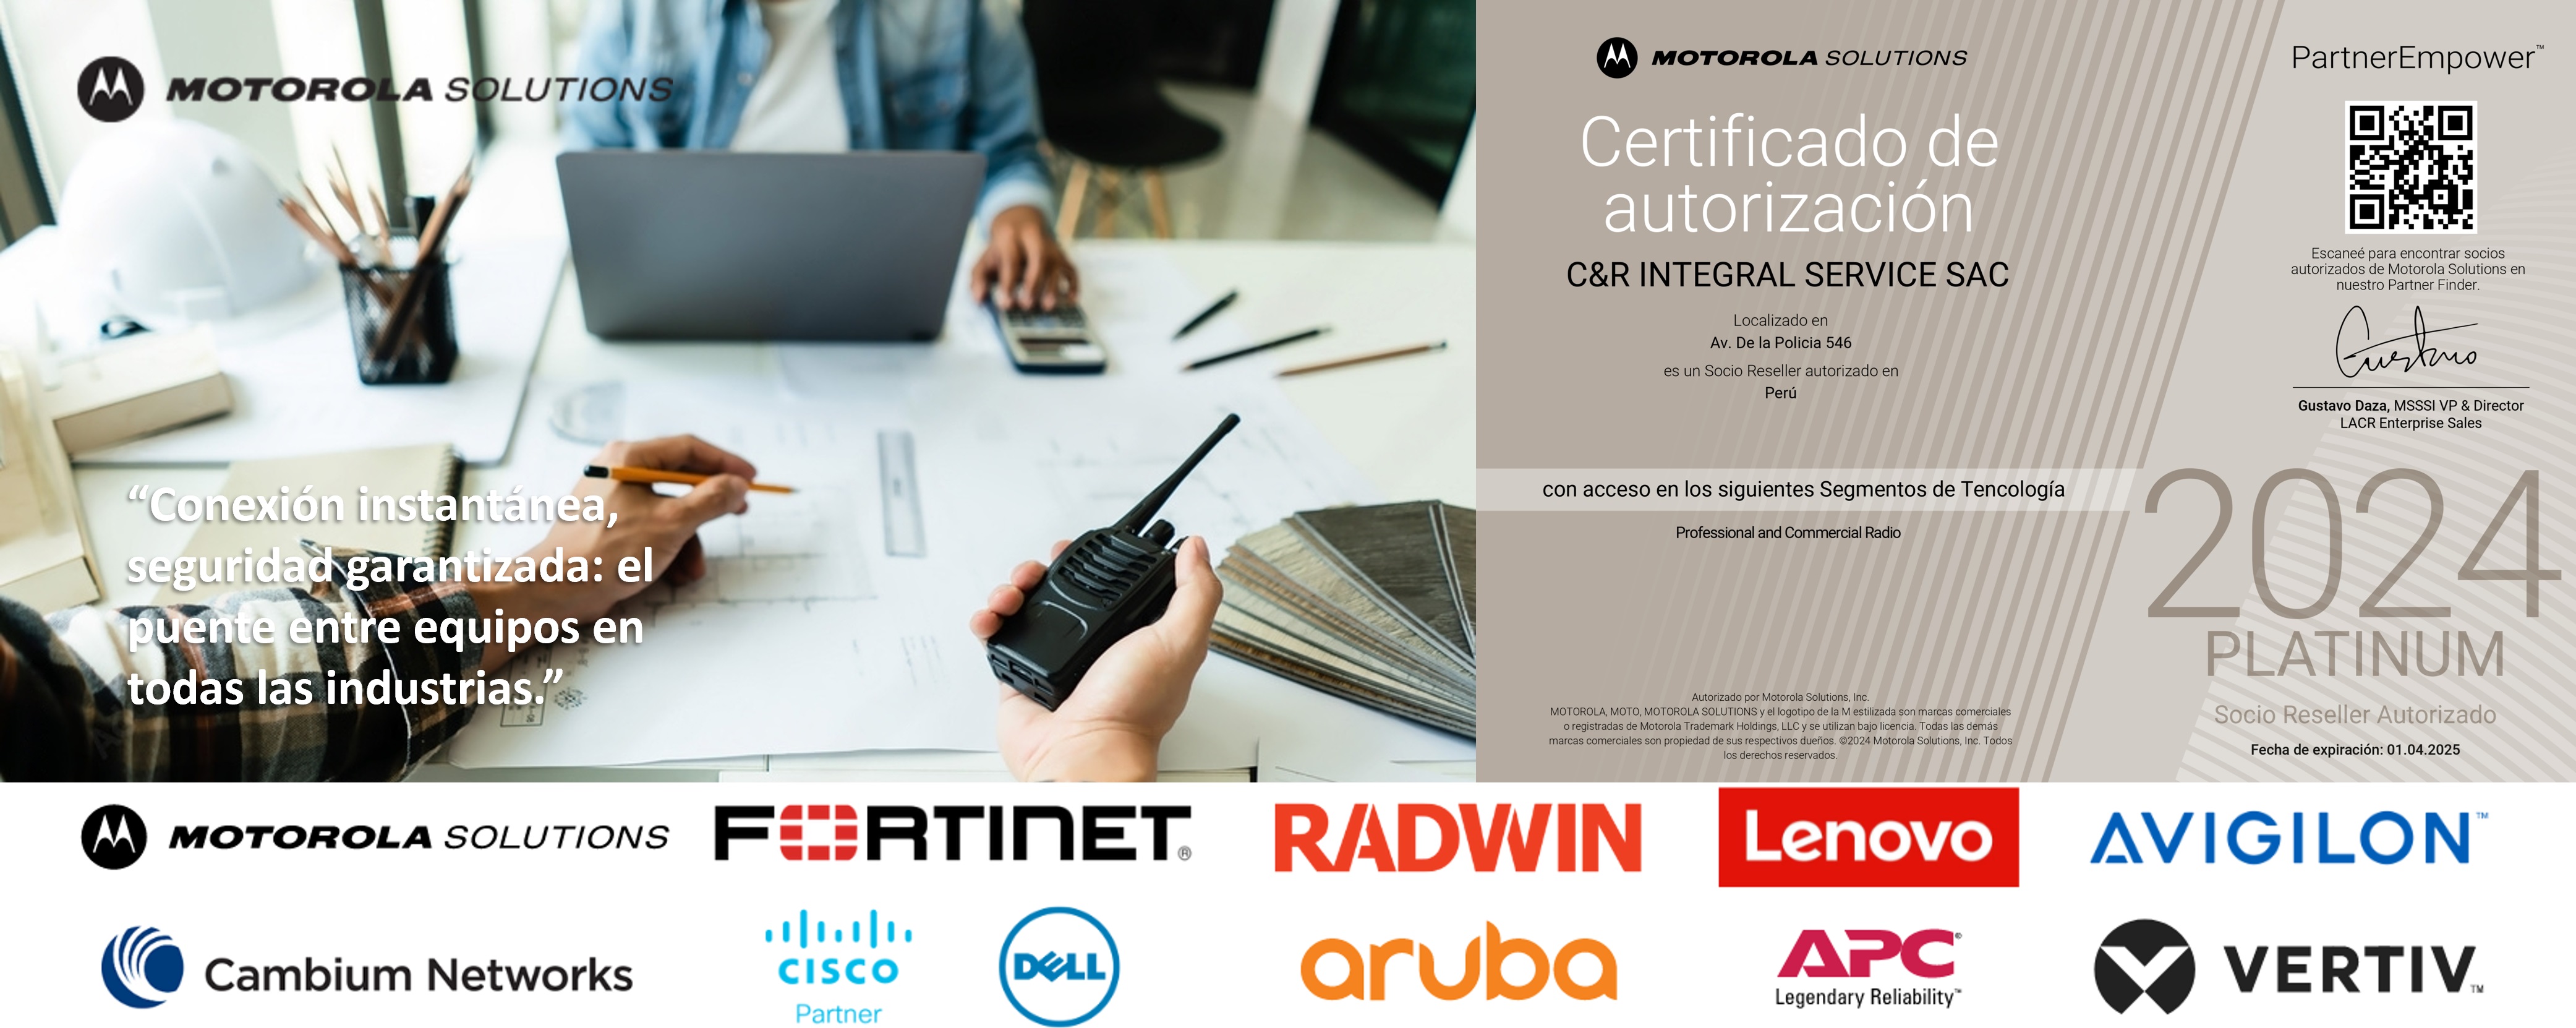 MOTOROLA SOLUTIONS
“Conexión instantánea,
seguridad garantizada: el
puente entre equipos en
todas las industrias.”
MOTOROLA SOLUTIONS
Certificado de
autorización
C&R INTEGRAL SERVICE SAC
Localizado en
Av. De la Policia 546
es un Socio Reseller autorizado en
Perú
con acceso en los siguientes Segmentos de Tencología
Professional and Commercial Radio
Autorizado por Motorola Solutions, Inc.
MOTOROLA, MOTO, MOTOROLA SOLUTIONS y el logotipo de la M estilizada son marcas comerciales
o registradas de Motorola Trademark Holdings, LLC y se utilizan bajo licencia. Todas las demás
marcas comerciales son propiedad de sus respectivos dueños. ©2024 Motorola Solutions, Inc. Todos
los derechos reservados.
PartnerEmpower™
Escaneé para encontrar socios
autorizados de Motorola Solutions en
nuestro Partner Finder.
Gustavo Daza, MSSSI VP & Director
LACR Enterprise Sales
2024
PLATINUM
Socio Reseller Autorizado
Fecha de expiración: 01.04.2025
MOTOROLA SOLUTIONS
FORTINET®
RADWIN
Lenovo
AVIGILON™
Cambium Networks
CISCO
Partner
DELL
aruba
APC®
Legendary Reliability™
VERTIV™